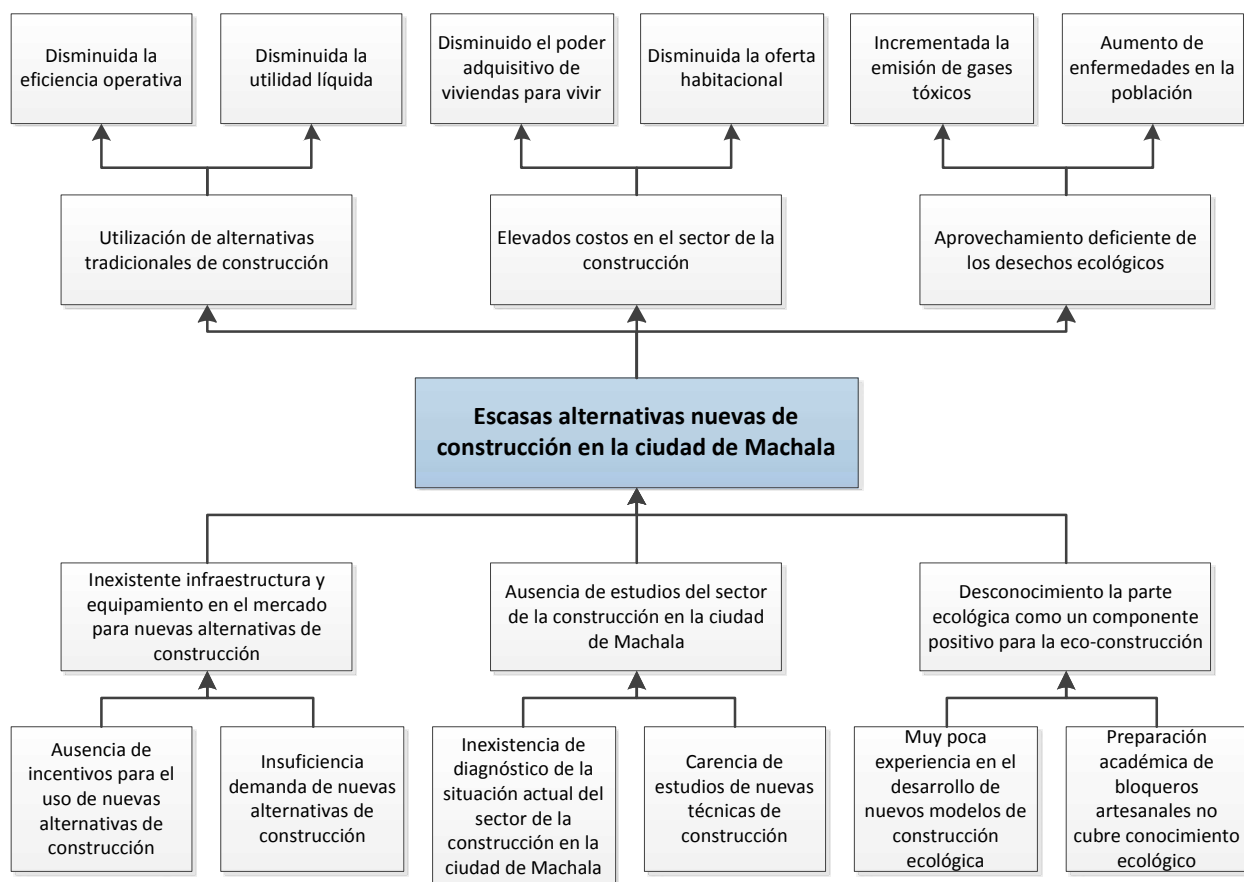 Disminuida la
eficiencia operativa
Disminuida la
utilidad líquida
Disminuido el poder
adquisitivo de
viviendas para vivir
Disminuida la oferta
habitacional
Incrementada la
emisión de gases
tóxicos
Aumento de
enfermedades en la
población
Utilización de alternativas
tradicionales de construcción
Elevados costos en el sector de la
construcción
Aprovechamiento deficiente de
los desechos ecológicos
Escasas alternativas nuevas de
construcción en la ciudad de Machala
Inexistente infraestructura y
equipamiento en el mercado
para nuevas alternativas de
construcción
Ausencia de estudios del sector
de la construcción en la ciudad
de Machala
Desconocimiento la parte
ecológica como un componente
positivo para la eco-construcción
Ausencia de
incentivos para el
uso de nuevas
alternativas de
construcción
Insuficiencia
demanda de nuevas
alternativas de
construcción
Inexistencia de
diagnóstico de la
situación actual del
sector de la
construcción en la
ciudad de Machala
Carencia de
estudios de nuevas
técnicas de
construcción
Muy poca
experiencia en el
desarrollo de
nuevos modelos de
construcción
ecológica
Preparación
académica de
bloqueros
artesanales no
cubre conocimiento
ecológico